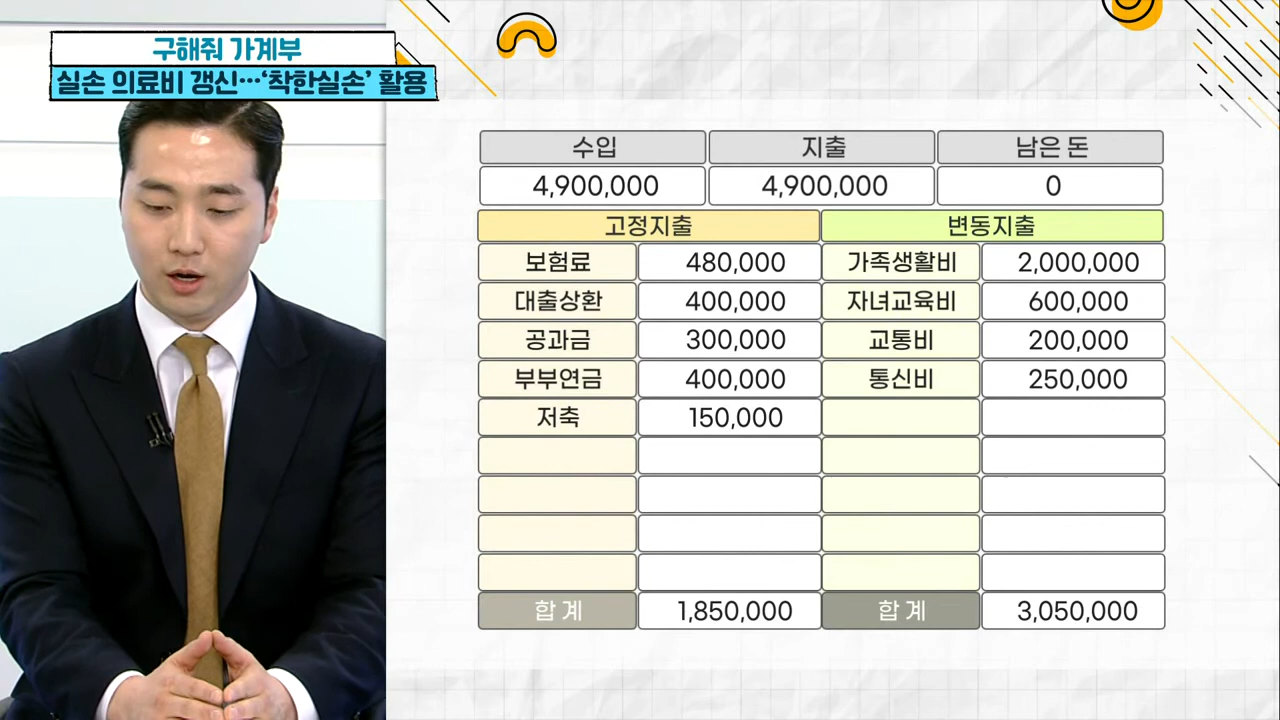 구해줘 가계부
실손 의료비 갱신…‘착한실손’ 활용
수입 지출 남은 돈
4,900,000 4,900,000 0
고정지출 변동지출
보험료 480,000 가족생활비 2,000,000
대출상환 400,000 자녀교육비 600,000
공과금 300,000 교통비 200,000
부부연금 400,000 통신비 250,000
저축 150,000
합 계 1,850,000 합 계 3,050,000